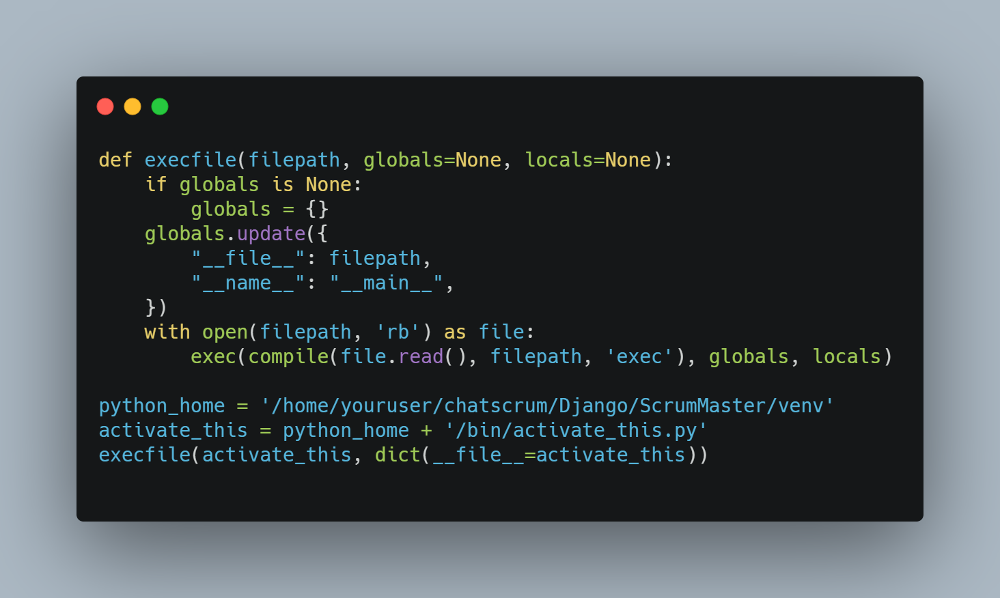 def execfile(filepath, globals=None, locals=None):
    if globals is None:
        globals = {}
    globals.update({
        "__file__": filepath,
        "__name__": "__main__",
    })
    with open(filepath, 'rb') as file:
        exec(compile(file.read(), filepath, 'exec'), globals, locals)

python_home = '/home/youruser/chatscrum/Django/ScrumMaster/venv'
activate_this = python_home + '/bin/activate_this.py'
execfile(activate_this, dict(__file__=activate_this))